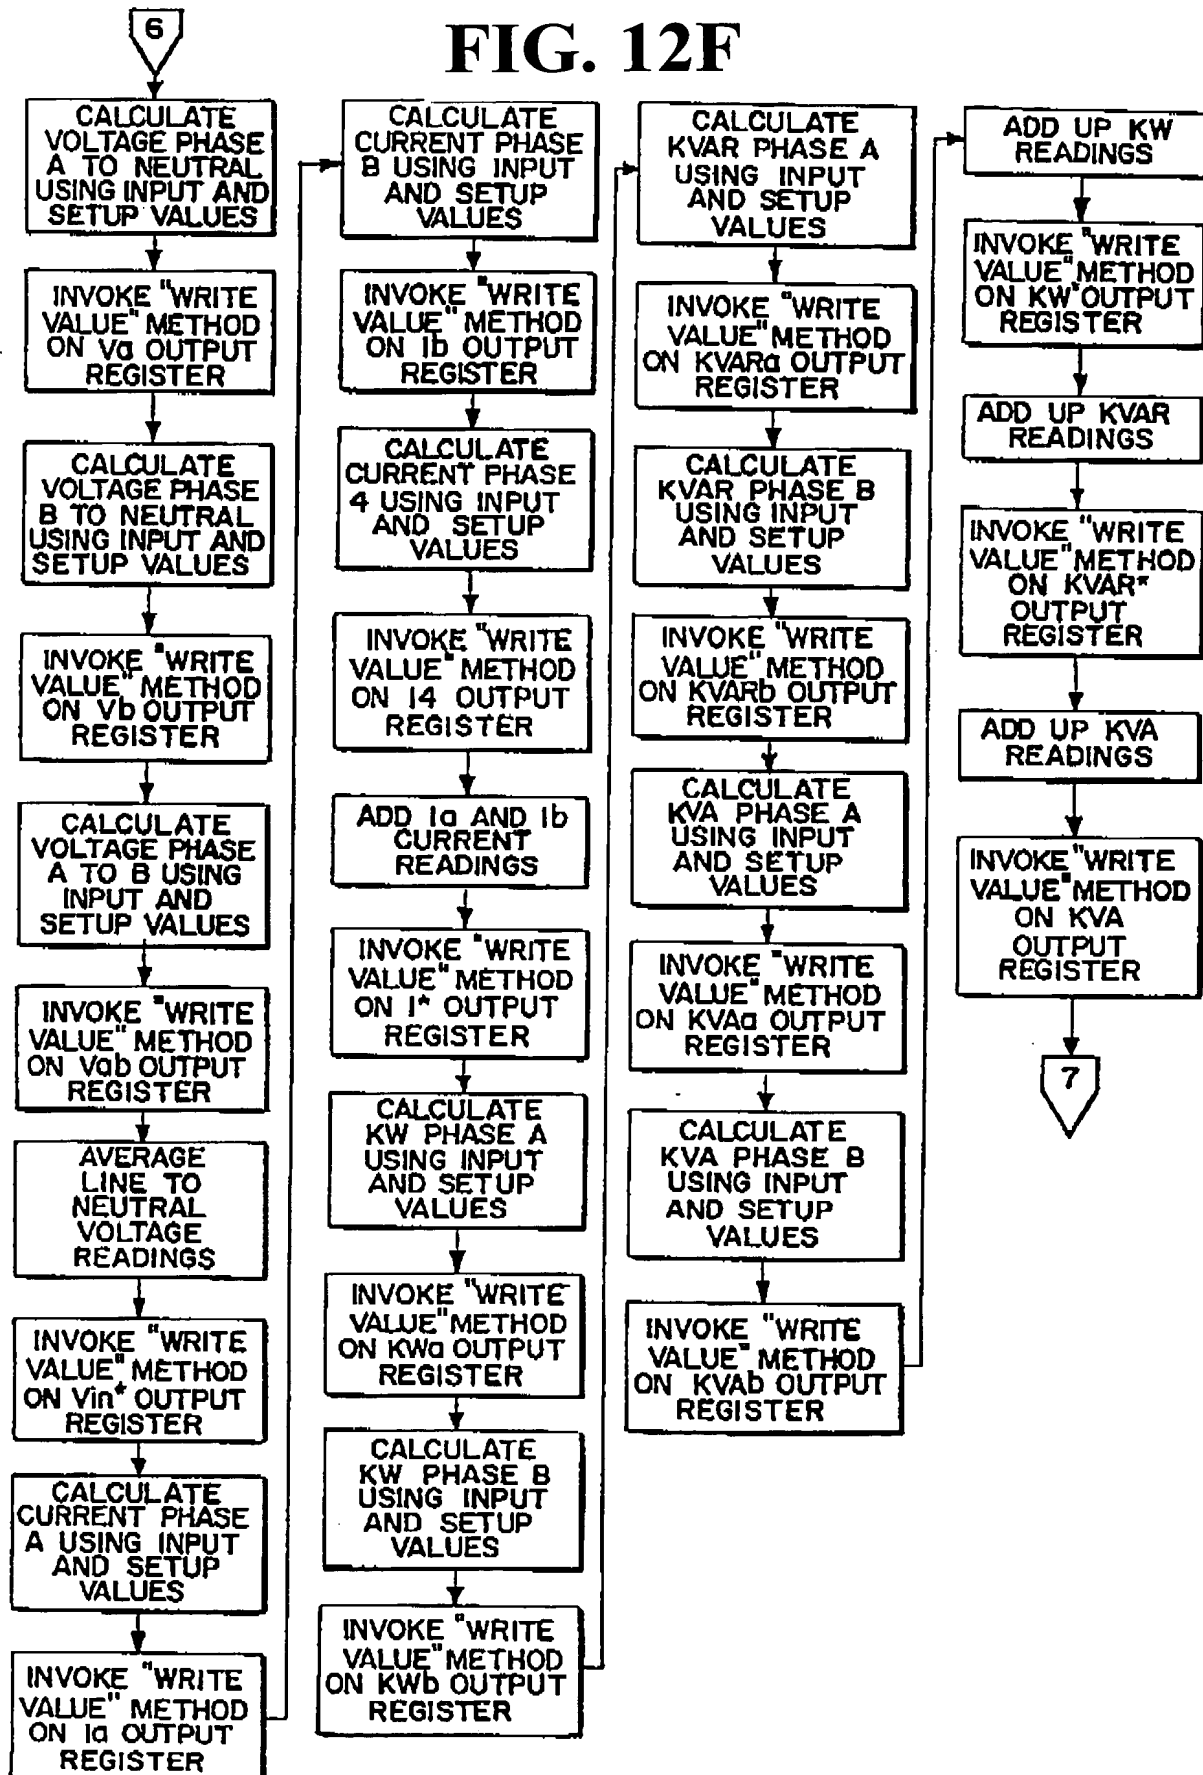 FIG. 12F
6
CALCULATE
VOLTAGE PHASE
A TO NEUTRAL
USING INPUT AND
SETUP VALUES
INVOKE "WRITE
VALUE" METHOD
ON Va OUTPUT
REGISTER
CALCULATE
VOLTAGE PHASE
B TO NEUTRAL
USING INPUT AND
SETUP VALUES
INVOKE "WRITE
VALUE" METHOD
ON Vb OUTPUT
REGISTER
CALCULATE
VOLTAGE PHASE
A TO B USING
INPUT AND
SETUP VALUES
INVOKE "WRITE
VALUE" METHOD
ON Vab OUTPUT
REGISTER
AVERAGE
LINE TO
NEUTRAL
VOLTAGE
READINGS
INVOKE "WRITE
VALUE" METHOD
ON Vin* OUTPUT
REGISTER
CALCULATE
CURRENT PHASE
A USING INPUT
AND SETUP
VALUES
INVOKE "WRITE
VALUE" METHOD
ON Ia OUTPUT
REGISTER
CALCULATE
CURRENT PHASE
B USING INPUT
AND SETUP
VALUES
INVOKE "WRITE
VALUE" METHOD
ON Ib OUTPUT
REGISTER
CALCULATE
CURRENT PHASE
4 USING INPUT
AND SETUP
VALUES
INVOKE "WRITE
VALUE" METHOD
ON I4 OUTPUT
REGISTER
ADD Ia AND Ib
CURRENT
READINGS
INVOKE "WRITE
VALUE" METHOD
ON I* OUTPUT
REGISTER
CALCULATE
KW PHASE A
USING INPUT
AND SETUP
VALUES
INVOKE "WRITE
VALUE" METHOD
ON KWa OUTPUT
REGISTER
CALCULATE
KW PHASE B
USING INPUT
AND SETUP
VALUES
INVOKE "WRITE
VALUE" METHOD
ON KWb OUTPUT
REGISTER
CALCULATE
KVAR PHASE A
USING INPUT
AND SETUP
VALUES
INVOKE "WRITE
VALUE" METHOD
ON KVARa OUTPUT
REGISTER
CALCULATE
KVAR PHASE B
USING INPUT
AND SETUP
VALUES
INVOKE "WRITE
VALUE" METHOD
ON KVARb OUTPUT
REGISTER
CALCULATE
KVA PHASE A
USING INPUT
AND SETUP
VALUES
INVOKE "WRITE
VALUE" METHOD
ON KVAa OUTPUT
REGISTER
CALCULATE
KVA PHASE B
USING INPUT
AND SETUP
VALUES
INVOKE "WRITE
VALUE" METHOD
ON KVAb OUTPUT
REGISTER
ADD UP KW
READINGS
INVOKE "WRITE
VALUE" METHOD
ON KW* OUTPUT
REGISTER
ADD UP KVAR
READINGS
INVOKE "WRITE
VALUE" METHOD
ON KVAR*
OUTPUT
REGISTER
ADD UP KVA
READINGS
INVOKE "WRITE
VALUE" METHOD
ON KVA
OUTPUT
REGISTER
7